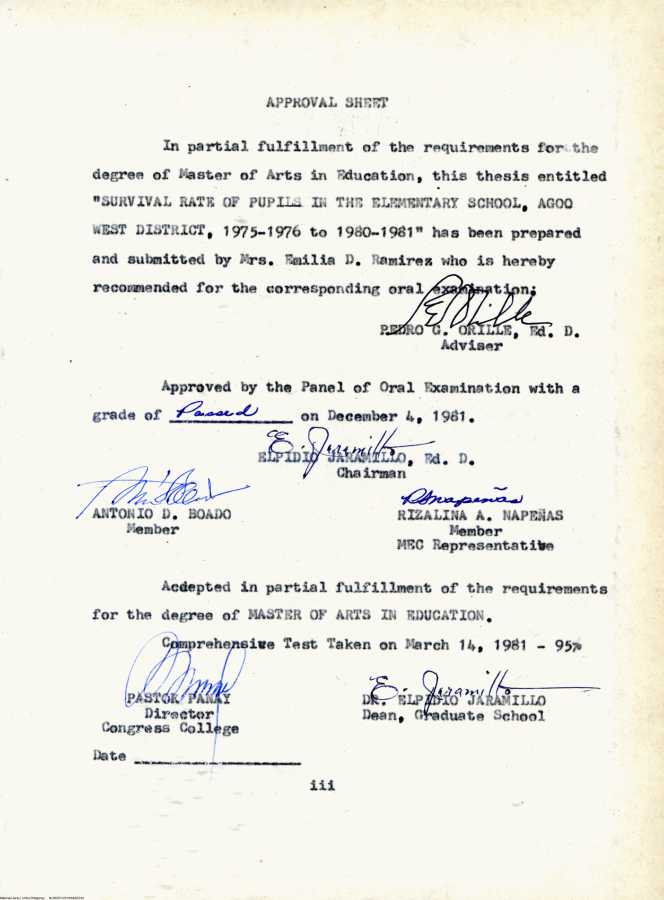 APPROVAL SHEET
In partial fulfillment of the requirements for the
degree of Master of Arts in Education, this thesis entitled
"SURVIVAL RATE OF PUPILS IN THE ELEMENTARY SCHOOL, AGOO
WEST DISTRICT, 1975-1976 to 1980-1981" has been prepared
and submitted by Mrs. Emilia D. Ramirez who is hereby
recommended for the corresponding oral examination:
PEDRO G. ORILLE, Ed. D.
Adviser
Approved by the Panel of Oral Examination with a
grade of Passed on December 4, 1981.
E. Jaramillo
ELPIDIO JARAMILLO, Ed. D.
Chairman
RAnapeñas
ANTONIO D. BOADO
Member
RIZALINA A. NAPEÑAS
Member
MEC Representative
Accepted in partial fulfillment of the requirements
for the degree of MASTER OF ARTS IN EDUCATION.
Comprehensive Test Taken on March 14, 1981 - 95%
E. Jaramillo
PASTOR PANAY
Director
Congress College
DR. ELPIDIO JARAMILLO
Dean, Graduate School
Date
iii